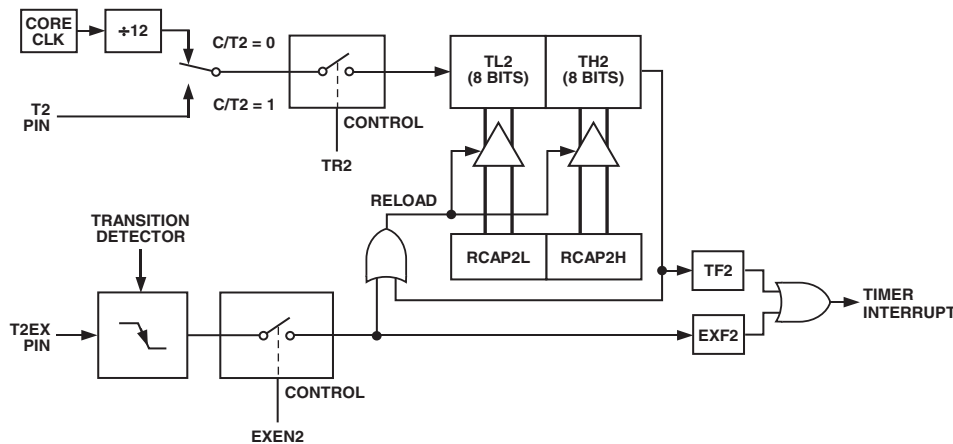 CORE
CLK
÷12
C/T2 = 0
C/T2 = 1
T2
PIN
CONTROL
TR2
TL2
(8 BITS)
TH2
(8 BITS)
RELOAD
TRANSITION
DETECTOR
RCAP2L
RCAP2H
TF2
TIMER
INTERRUPT
T2EX
PIN
EXF2
CONTROL
EXEN2